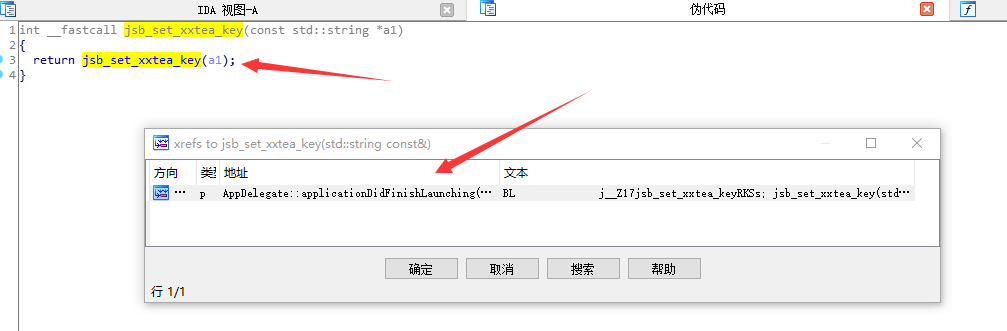 IDA 视图-A
伪代码
1 int __fastcall jsb_set_xxtea_key(const std::string *a1)
2 {
3 return jsb_set_xxtea_key(a1);
4 }
xrefs to jsb_set_xxtea_key(std::string const&)
方向 类型 地址 文本
… p AppDelegate::applicationDidFinishLaunching(… BL j__Z17jsb_set_xxtea_keyRKSs; jsb_set_xxtea_key(std…
确定 取消 搜索 帮助
行 1/1